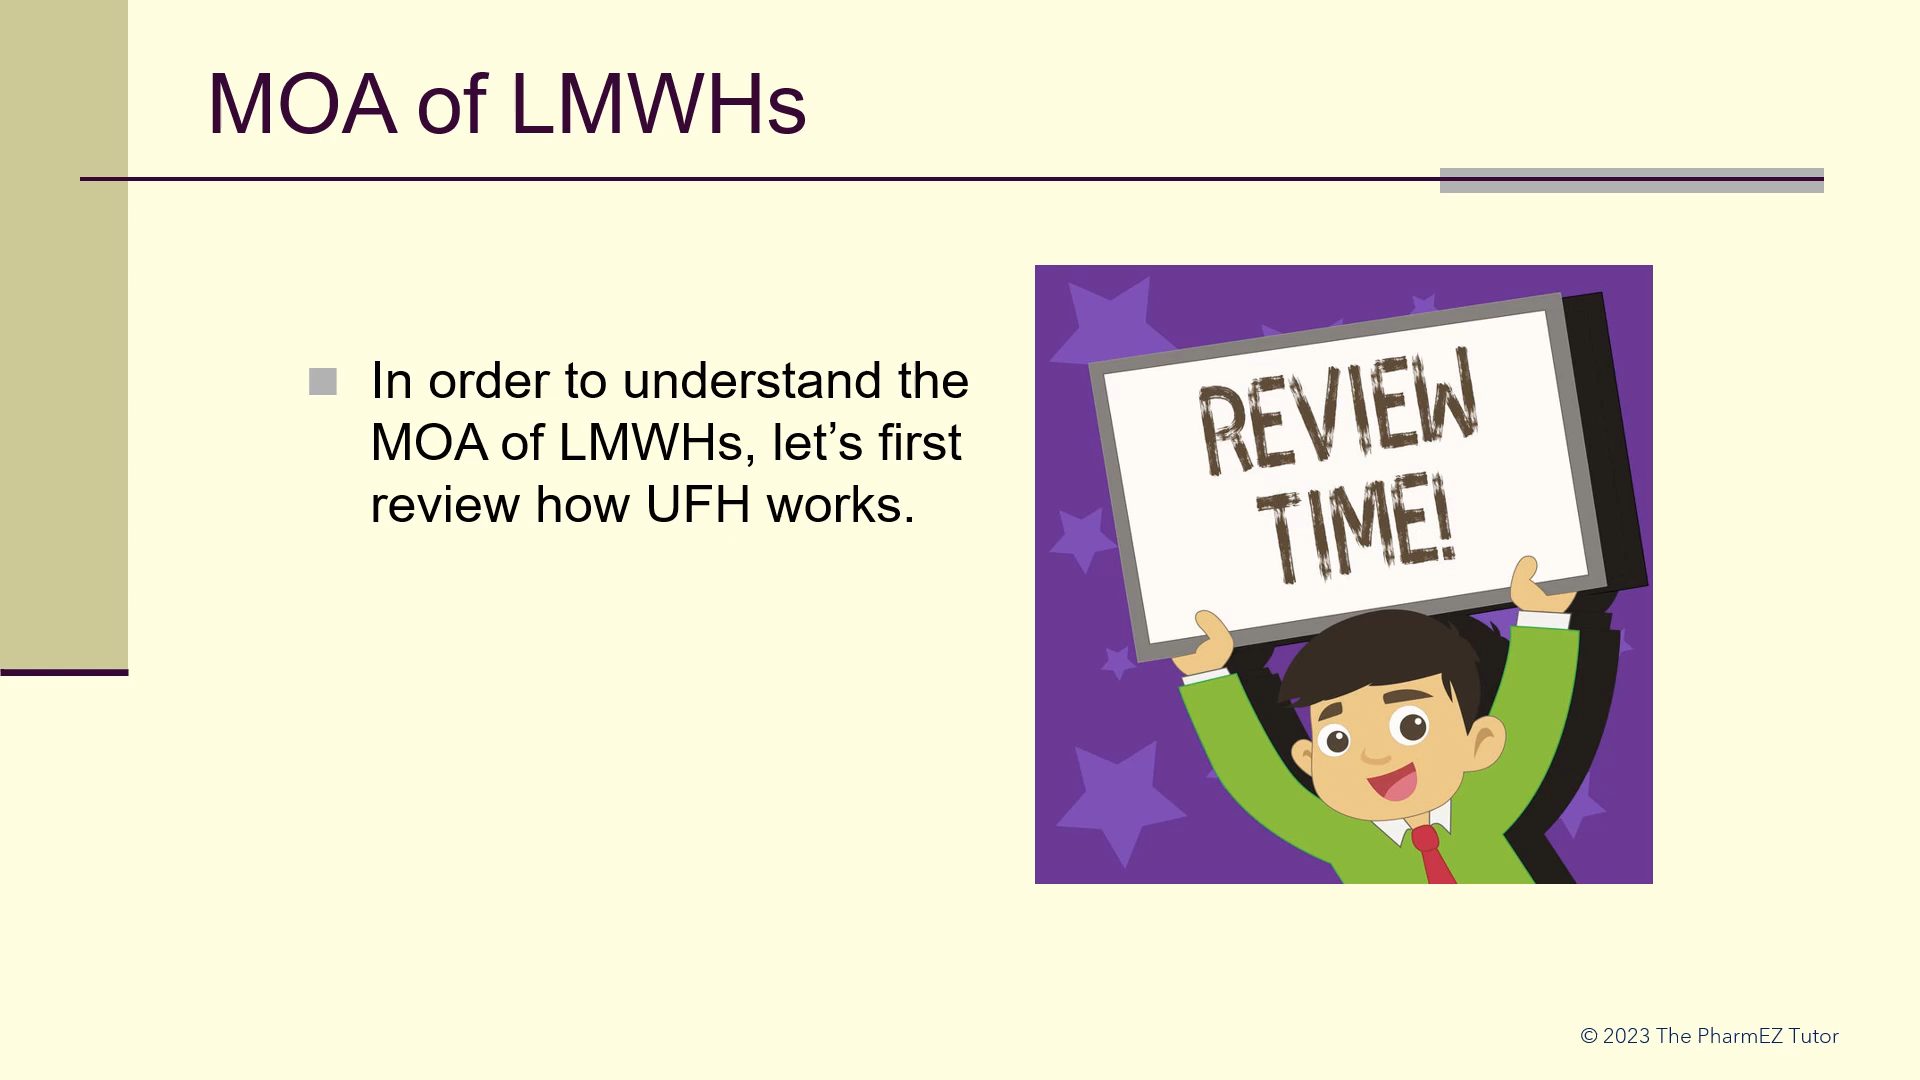 MOA of LMWHs
In order to understand the
MOA of LMWHs, let’s first
review how UFH works.
REVIEW
TIME!
© 2023 The PharmEZ Tutor